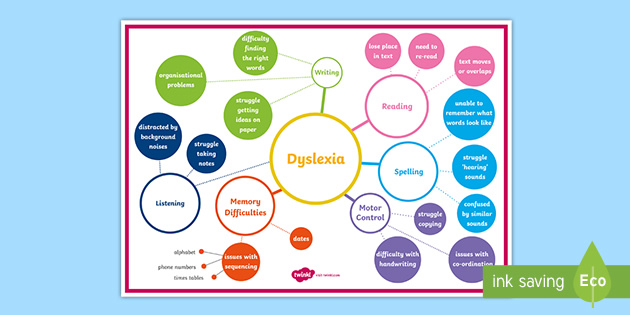 difficulty
finding
the right
words
organisational
problems
struggle
getting
ideas on
paper
Writing
lose place
in text
need to
re-read
text moves
or overlaps
Reading
unable to
remember what
words look like
struggle
'hearing'
sounds
confused
by similar
sounds
Spelling
Dyslexia
distracted by
background
noises
struggle
taking
notes
Listening
Memory
Difficulties
dates
issues with
sequencing
alphabet
phone numbers
times tables
Motor
Control
struggle
copying
difficulty with
handwriting
issues with
co-ordination
twinkl
ink saving
Eco